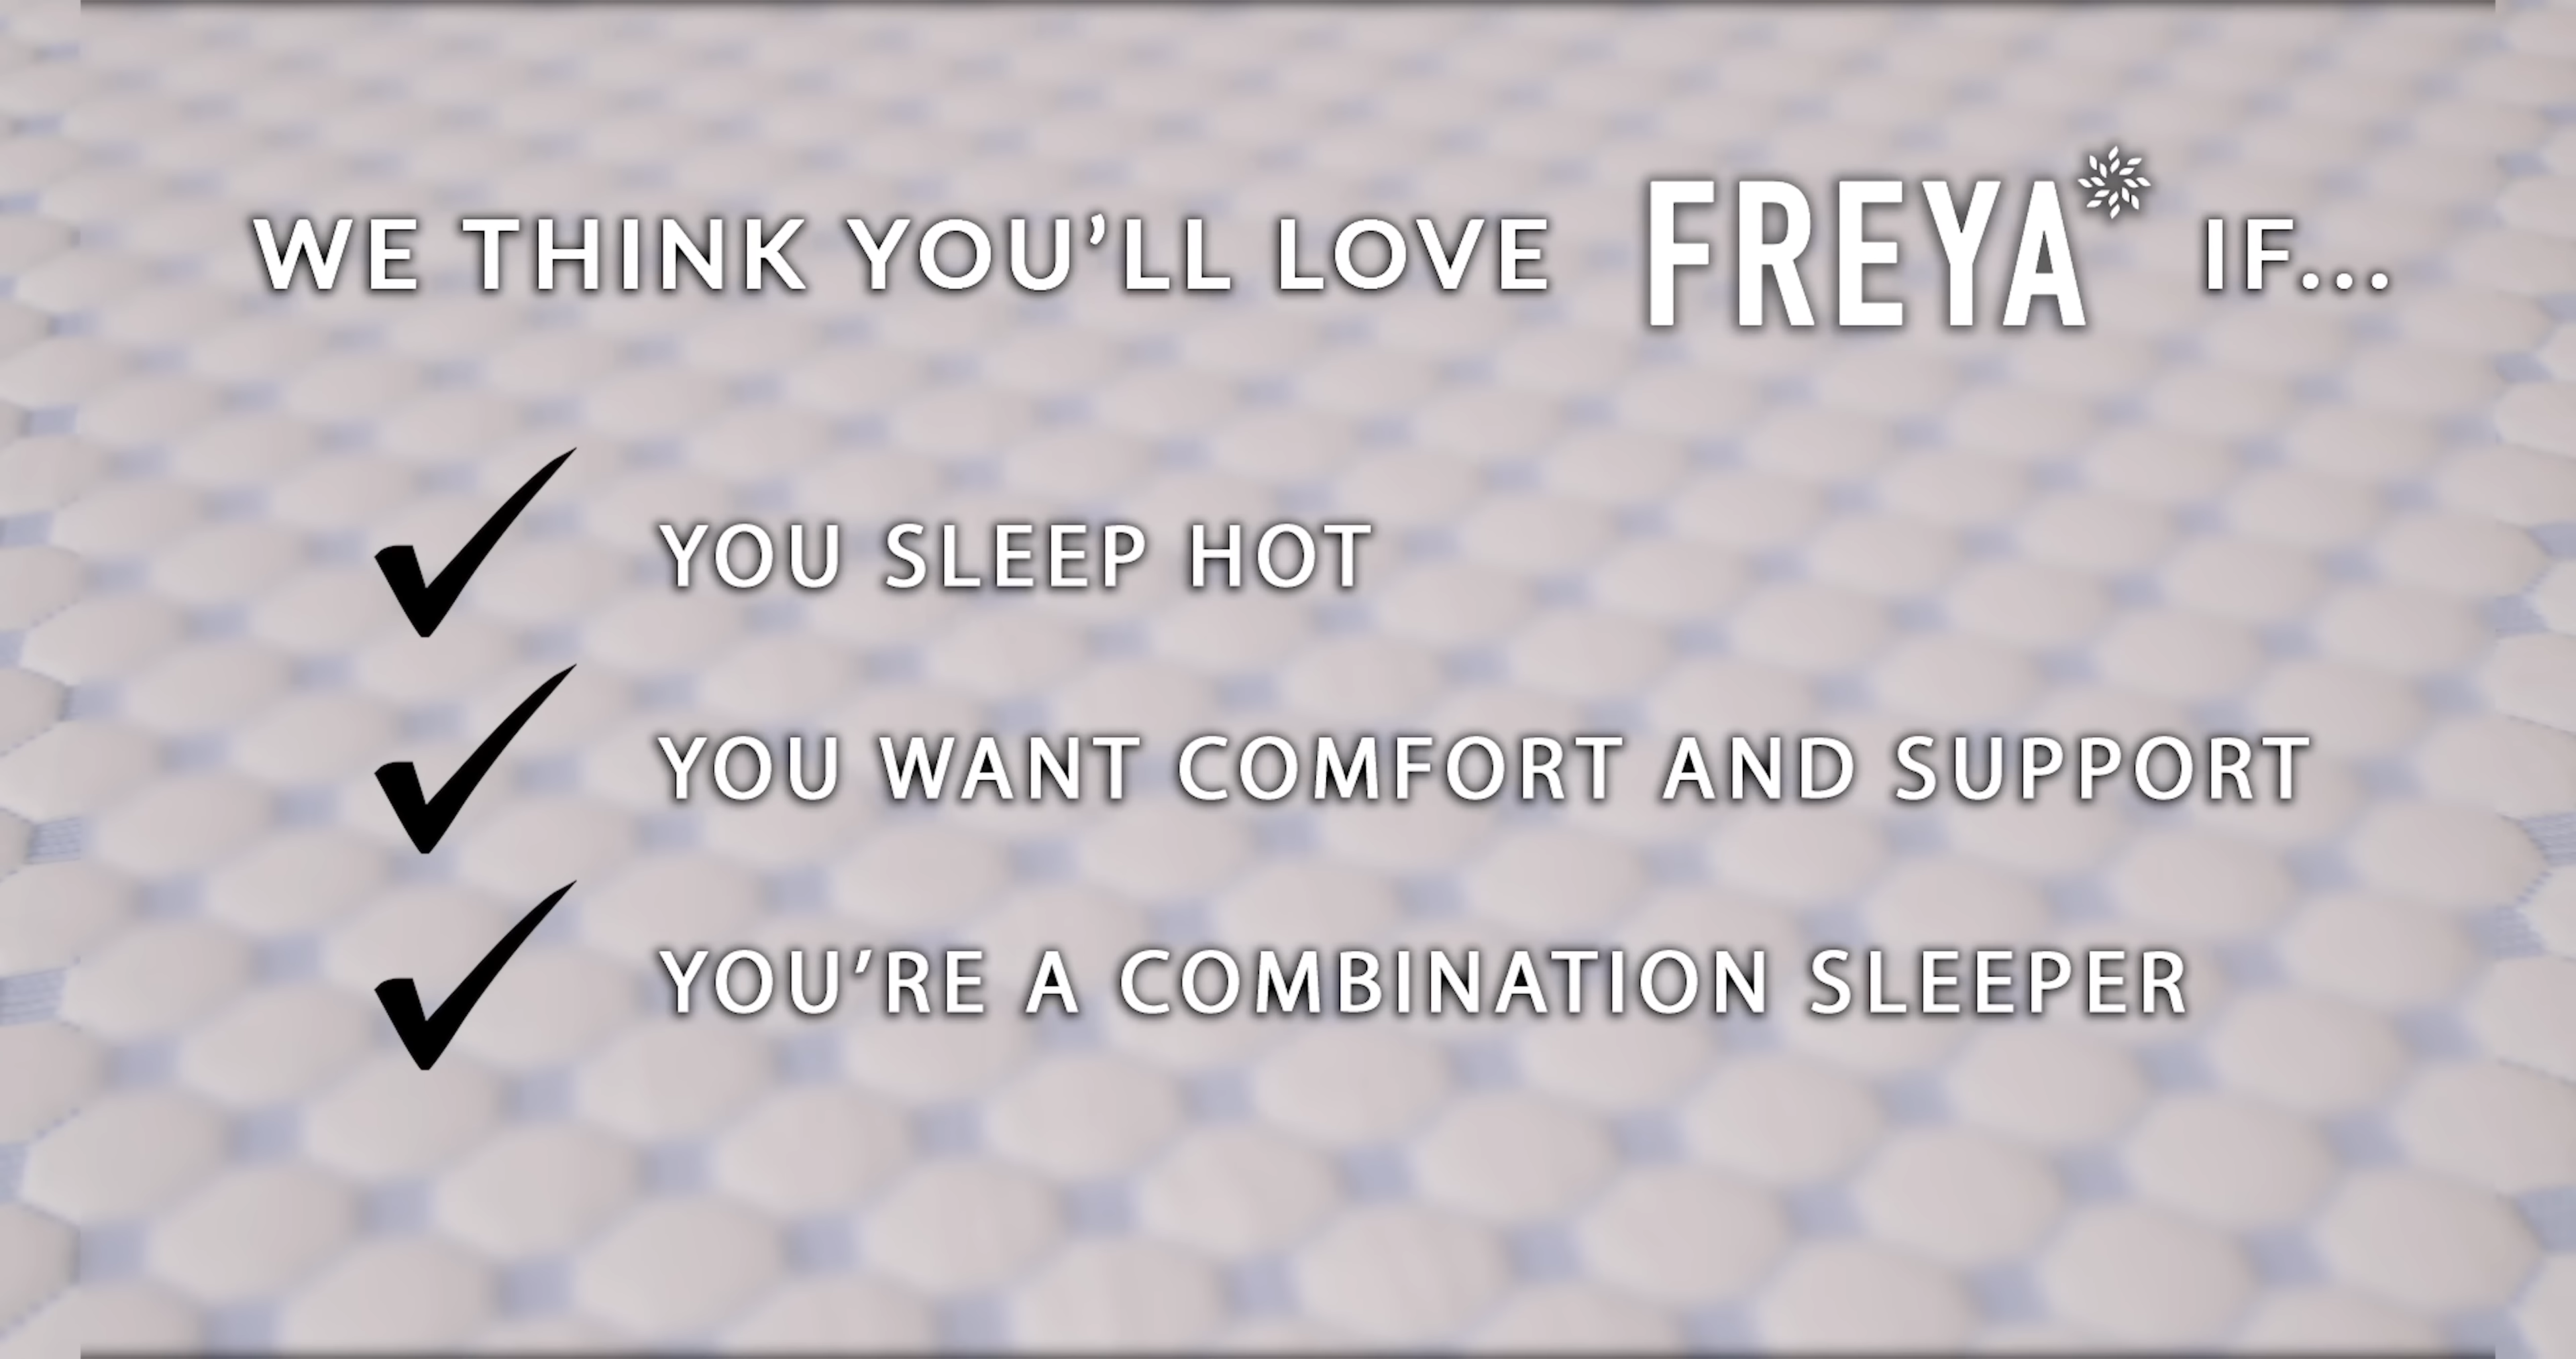 WE THINK YOU’LL LOVE FREYA IF...
YOU SLEEP HOT
YOU WANT COMFORT AND SUPPORT
YOU’RE A COMBINATION SLEEPER